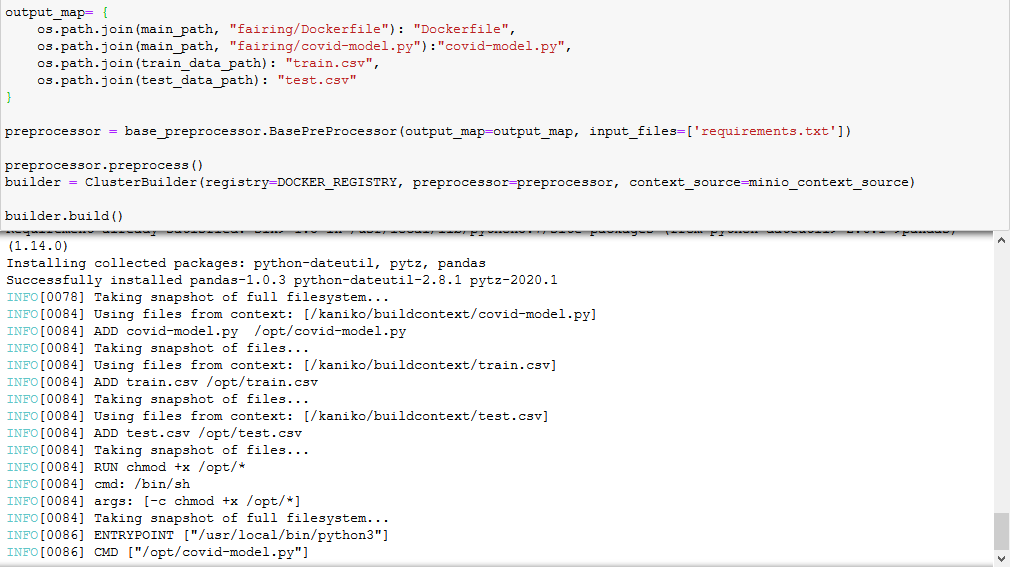 output_map= {
    os.path.join(main_path, "fairing/Dockerfile"): "Dockerfile",
    os.path.join(main_path, "fairing/covid-model.py"):"covid-model.py",
    os.path.join(train_data_path): "train.csv",
    os.path.join(test_data_path): "test.csv"
}
preprocessor = base_preprocessor.BasePreProcessor(output_map=output_map, input_files=['requirements.txt'])
preprocessor.preprocess()
builder = ClusterBuilder(registry=DOCKER_REGISTRY, preprocessor=preprocessor, context_source=minio_context_source)
builder.build()
(1.14.0)
Installing collected packages: python-dateutil, pytz, pandas
Successfully installed pandas-1.0.3 python-dateutil-2.8.1 pytz-2020.1
INFO[0078] Taking snapshot of full filesystem...
INFO[0084] Using files from context: [/kaniko/buildcontext/covid-model.py]
INFO[0084] ADD covid-model.py  /opt/covid-model.py
INFO[0084] Taking snapshot of files...
INFO[0084] Using files from context: [/kaniko/buildcontext/train.csv]
INFO[0084] ADD train.csv /opt/train.csv
INFO[0084] Taking snapshot of files...
INFO[0084] Using files from context: [/kaniko/buildcontext/test.csv]
INFO[0084] ADD test.csv /opt/test.csv
INFO[0084] Taking snapshot of files...
INFO[0084] RUN chmod +x /opt/*
INFO[0084] cmd: /bin/sh
INFO[0084] args: [-c chmod +x /opt/*]
INFO[0084] Taking snapshot of full filesystem...
INFO[0086] ENTRYPOINT ["/usr/local/bin/python3"]
INFO[0086] CMD ["/opt/covid-model.py"]